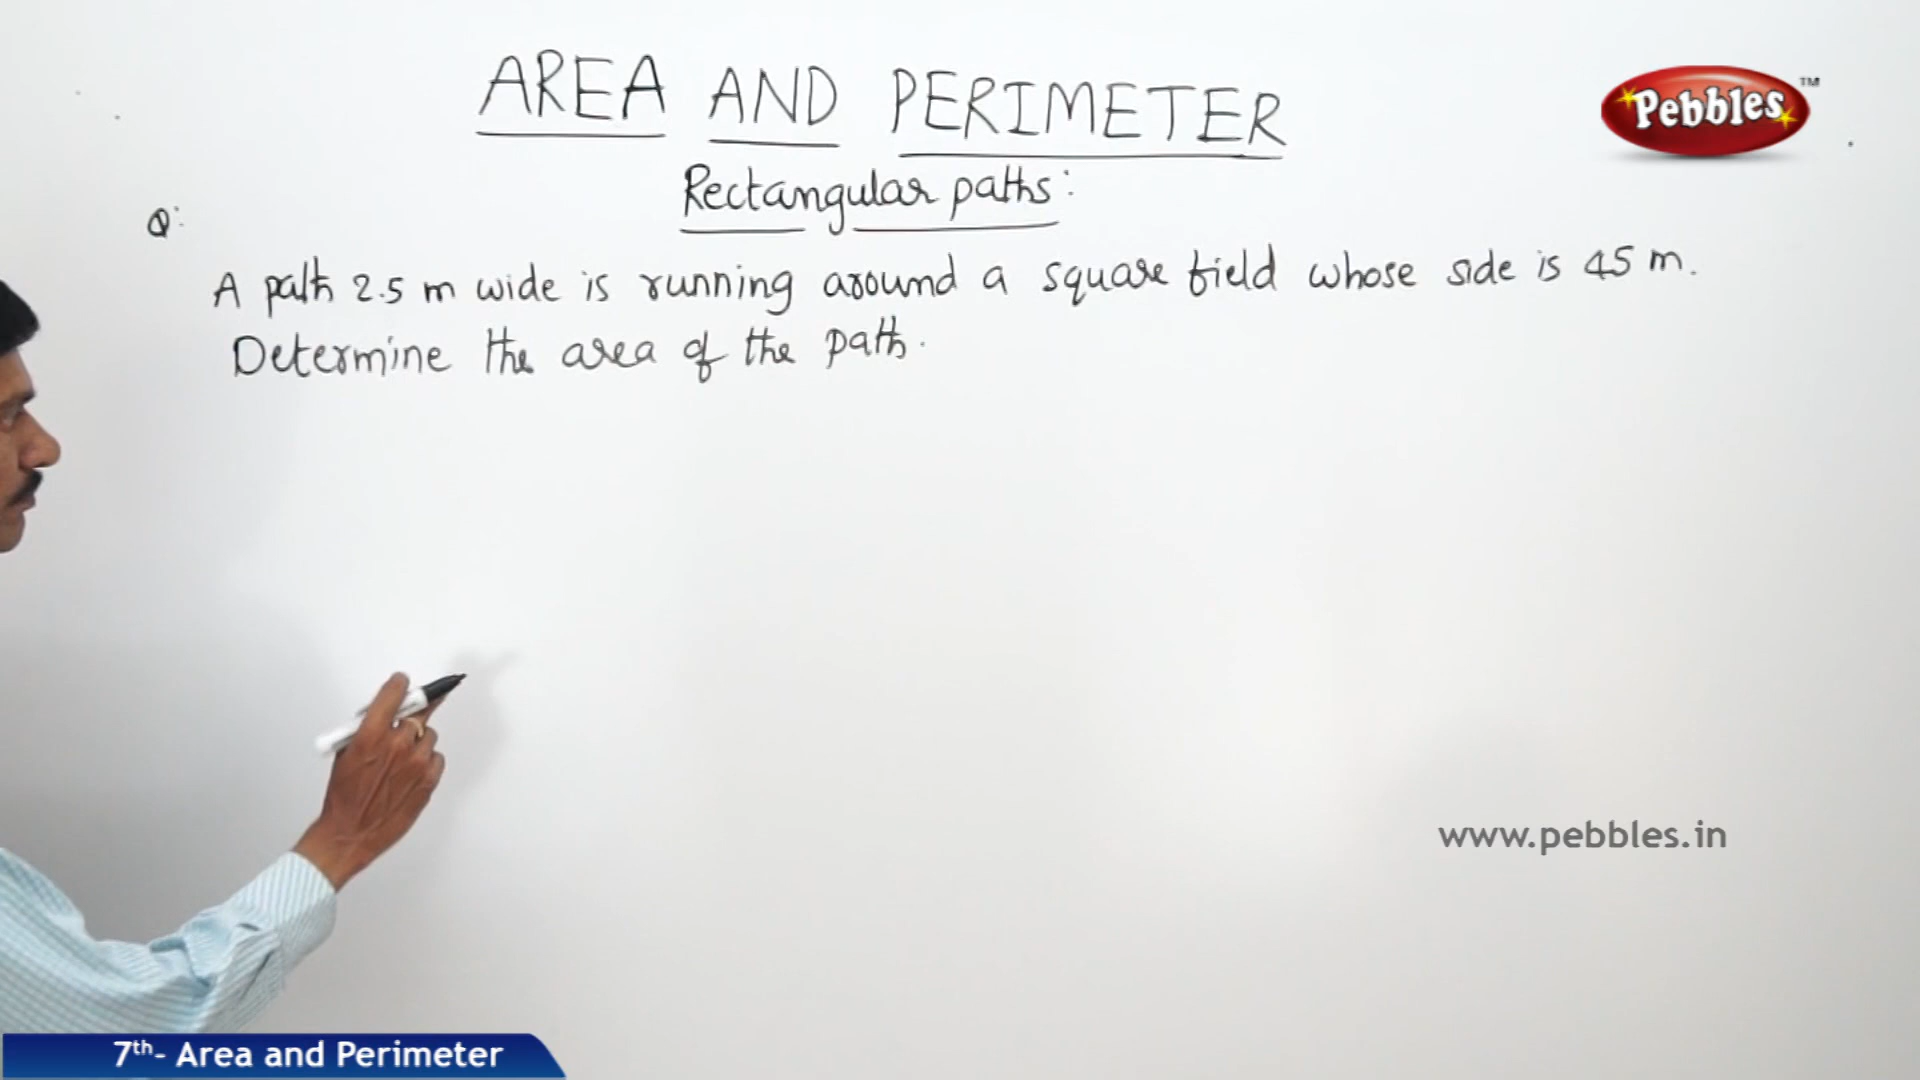 AREA AND PERIMETER
Pebbles™
Rectangular paths:
Q:
A path 2.5 m wide is running around a square field whose side is 45 m.
Determine the area of the path.
www.pebbles.in
7th- Area and Perimeter